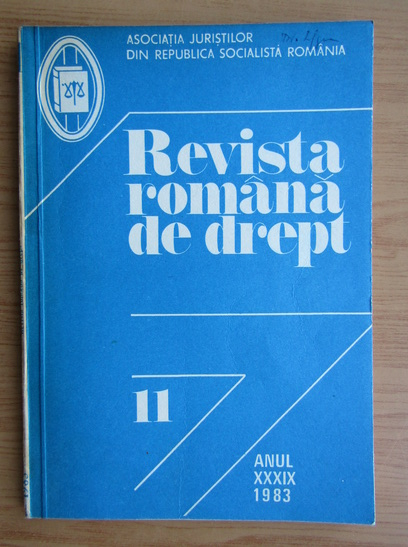 ASOCIAȚIA JURIȘTILOR
DIN REPUBLICA SOCIALISTĂ ROMÂNIA
Revista
română
de drept
11
ANUL
XXXIX
1983